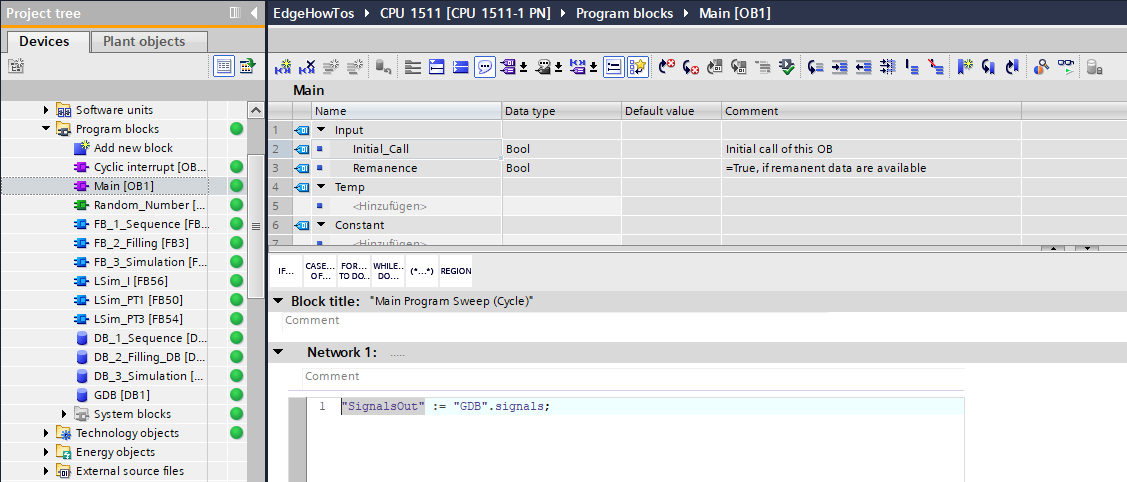 Project tree
EdgeHowTos
CPU 1511 [CPU 1511-1 PN]
Program blocks
Main [OB1]
Devices
Plant objects
Software units
Program blocks
Add new block
Cyclic interrupt [OB...
Main [OB1]
Random_Number [...
FB_1_Sequence [FB...
FB_2_Filling [FB3]
FB_3_Simulation [F...
LSim_I [FB56]
LSim_PT1 [FB50]
LSim_PT3 [FB54]
DB_1_Sequence [D...
DB_2_Filling_DB [D...
DB_3_Simulation [...
GDB [DB1]
System blocks
Technology objects
Energy objects
External source files
Main
Name Data type Default value Comment
1 Input
2 Initial_Call Bool Initial call of this OB
3 Remanence Bool =True, if remanent data are available
4 Temp
5 <Hinzufügen>
6 Constant
7 <Hinzufügen>
IF... CASE... OF... FOR... TO DO... WHILE... DO... (*...*) REGION
Block title: "Main Program Sweep (Cycle)"
Comment
Network 1: .....
Comment
1 "SignalsOut" := "GDB".signals;